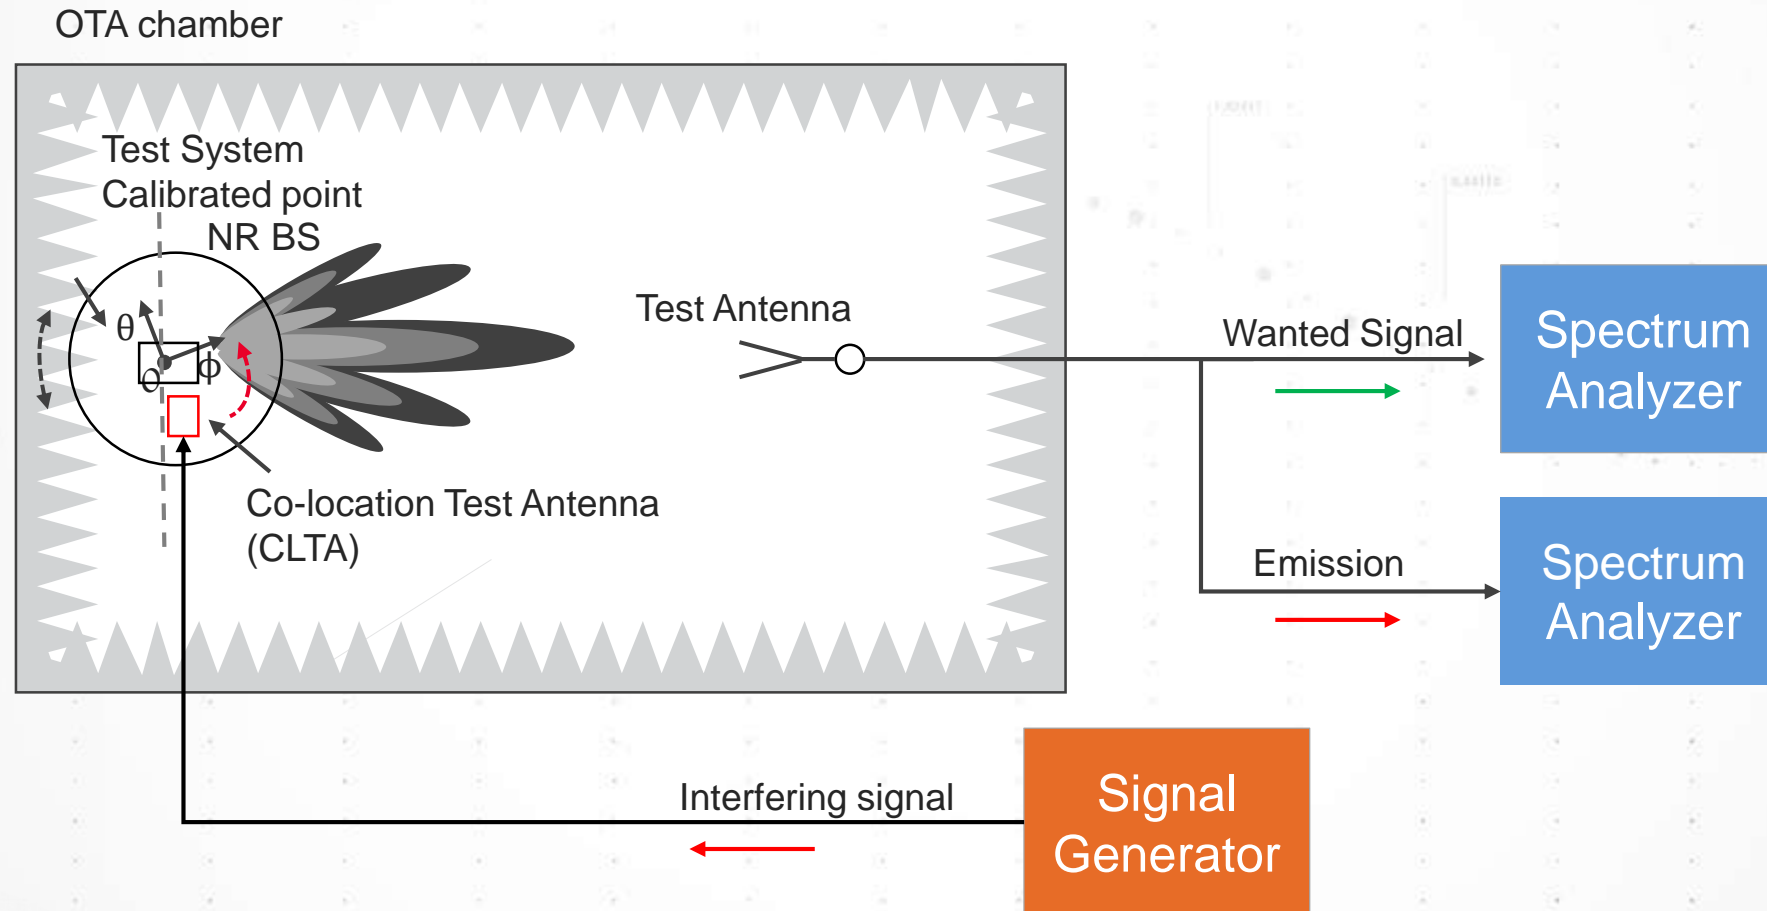 OTA chamber
Test System
Calibrated point
NR BS
θ
ϕ
O
Test Antenna
Co-location Test Antenna
(CLTA)
Wanted Signal
Spectrum
Analyzer
Emission
Spectrum
Analyzer
Interfering signal
Signal
Generator